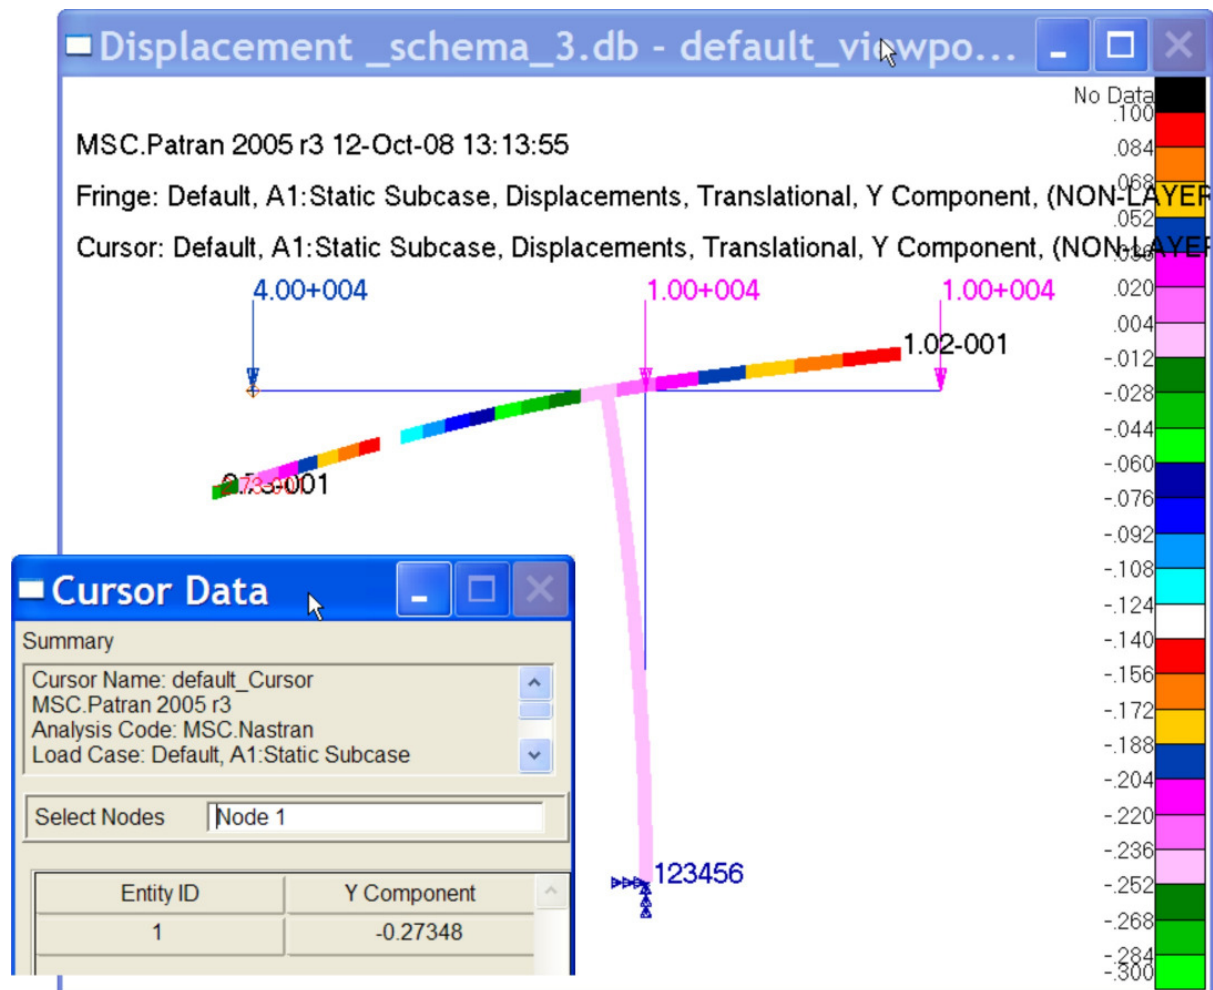 Displacement _schema_3.db - default_viewpo...
No Data
.100
MSC.Patran 2005 r3 12-Oct-08 13:13:55
.084
.068
Fringe: Default, A1:Static Subcase, Displacements, Translational, Y Component, (NON-LAYER
.052
Cursor: Default, A1:Static Subcase, Displacements, Translational, Y Component, (NON-LAYER
.036
4.00+004 1.00+004 1.00+004
.020
.004
1.02-001
-.012
-.028
-.044
-.060
-.076
-.092
-.108
-.124
-.140
-.156
-.172
-.188
-.204
-.220
-.236
-.252
-.268
-.284
-.300
123456
Cursor Data
Summary
Cursor Name: default_Cursor
MSC.Patran 2005 r3
Analysis Code: MSC.Nastran
Load Case: Default, A1:Static Subcase
Select Nodes Node 1
Entity ID Y Component
1 -0.27348